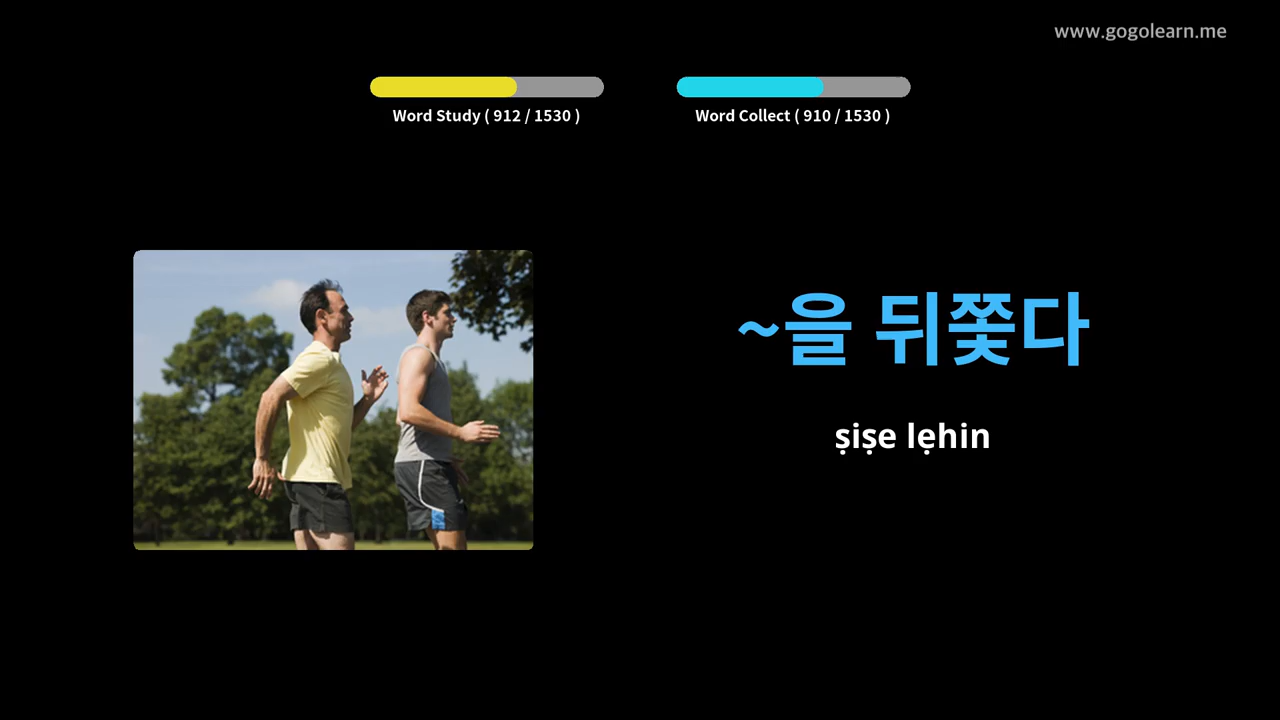 www.gogolearn.me
Word Study ( 912 / 1530 )
Word Collect ( 910 / 1530 )
~을 뒤쫓다
ṣiṣe lẹhin